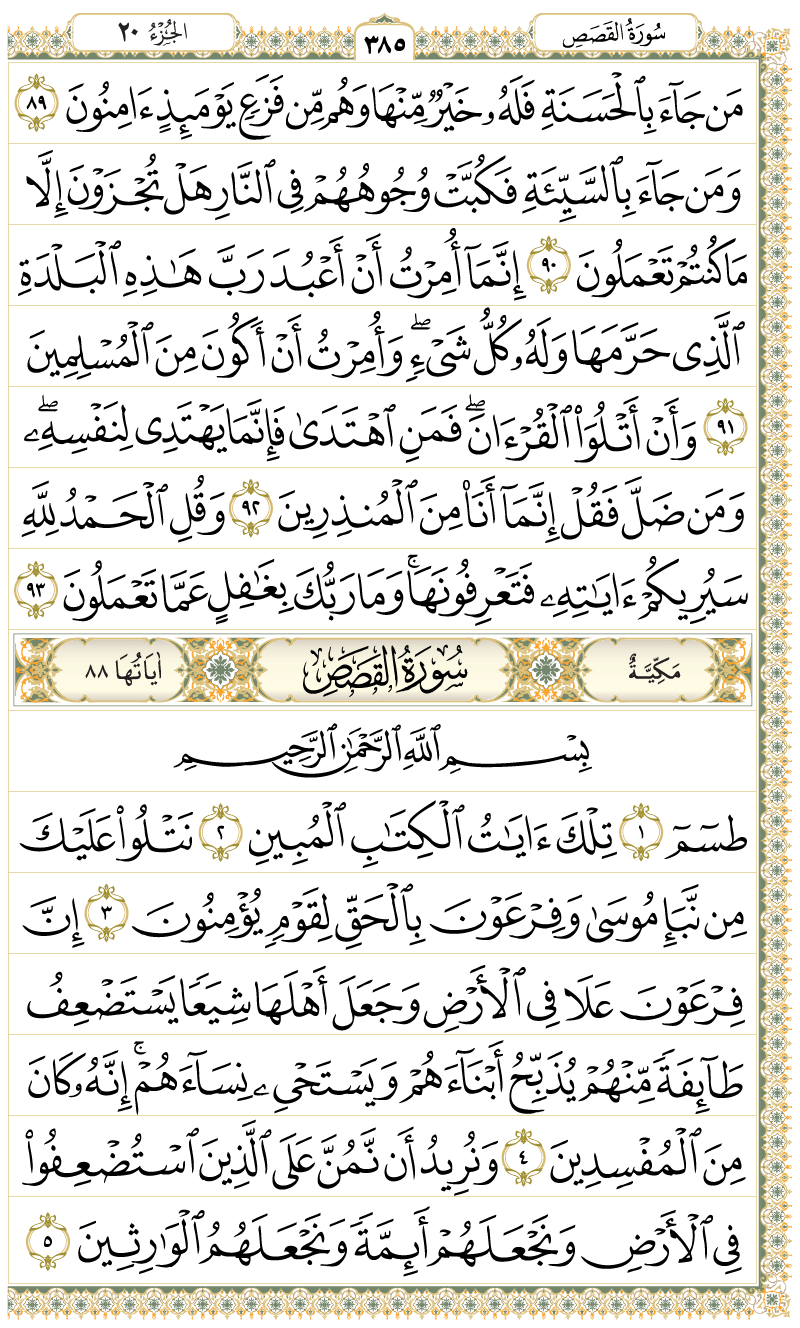 سُورَةُ القَصَصِ
٣٨٥
الجُزْءُ ٢٠
مَن جَآءَ بِٱلْحَسَنَةِ فَلَهُۥ خَيْرٌ مِّنْهَا وَهُم مِّن فَزَعٍ يَوْمَئِذٍ ءَامِنُونَ ٨٩
وَمَن جَآءَ بِٱلسَّيِّئَةِ فَكُبَّتْ وُجُوهُهُمْ فِى ٱلنَّارِ هَلْ تُجْزَوْنَ إِلَّا
مَا كُنتُمْ تَعْمَلُونَ ٩٠ إِنَّمَآ أُمِرْتُ أَنْ أَعْبُدَ رَبَّ هَـٰذِهِ ٱلْبَلْدَةِ
ٱلَّذِى حَرَّمَهَا وَلَهُۥ كُلُّ شَىْءٍۖ وَأُمِرْتُ أَنْ أَكُونَ مِنَ ٱلْمُسْلِمِينَ
٩١ وَأَنْ أَتْلُوَا۟ ٱلْقُرْءَانَۖ فَمَنِ ٱهْتَدَىٰ فَإِنَّمَا يَهْتَدِى لِنَفْسِهِۦۖ
وَمَن ضَلَّ فَقُلْ إِنَّمَآ أَنَا۠ مِنَ ٱلْمُنذِرِينَ ٩٢ وَقُلِ ٱلْحَمْدُ لِلَّهِ
سَيُرِيكُمْ ءَايَـٰتِهِۦ فَتَعْرِفُونَهَاۚ وَمَا رَبُّكَ بِغَـٰفِلٍ عَمَّا تَعْمَلُونَ ٩٣
مَكِّيَّةٌ سُورَةُ القَصَصِ اٰيَاتُهَا ٨٨
بِسْمِ ٱللَّهِ ٱلرَّحْمَـٰنِ ٱلرَّحِيمِ
طسٓمٓ ١ تِلْكَ ءَايَـٰتُ ٱلْكِتَـٰبِ ٱلْمُبِينِ ٢ نَتْلُوا۟ عَلَيْكَ
مِن نَّبَإِ مُوسَىٰ وَفِرْعَوْنَ بِٱلْحَقِّ لِقَوْمٍ يُؤْمِنُونَ ٣ إِنَّ
فِرْعَوْنَ عَلَا فِى ٱلْأَرْضِ وَجَعَلَ أَهْلَهَا شِيَعًا يَسْتَضْعِفُ
طَآئِفَةً مِّنْهُمْ يُذَبِّحُ أَبْنَآءَهُمْ وَيَسْتَحْىِۦ نِسَآءَهُمْۚ إِنَّهُۥ كَانَ
مِنَ ٱلْمُفْسِدِينَ ٤ وَنُرِيدُ أَن نَّمُنَّ عَلَى ٱلَّذِينَ ٱسْتُضْعِفُوا۟
فِى ٱلْأَرْضِ وَنَجْعَلَهُمْ أَئِمَّةً وَنَجْعَلَهُمُ ٱلْوَٰرِثِينَ ٥